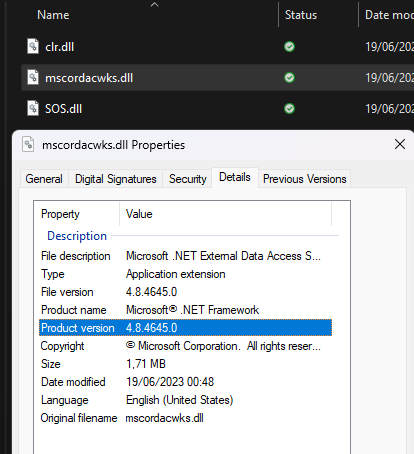 Name Status Date mod
clr.dll 19/06/202
mscordacwks.dll 19/06/202
SOS.dll 19/06/202
mscordacwks.dll Properties
General Digital Signatures Security Details Previous Versions
Property Value
Description
File description Microsoft .NET External Data Access S...
Type Application extension
File version 4.8.4645.0
Product name Microsoft® .NET Framework
Product version 4.8.4645.0
Copyright © Microsoft Corporation. All rights reser...
Size 1,71 MB
Date modified 19/06/2023 00:48
Language English (United States)
Original filename mscordacwks.dll